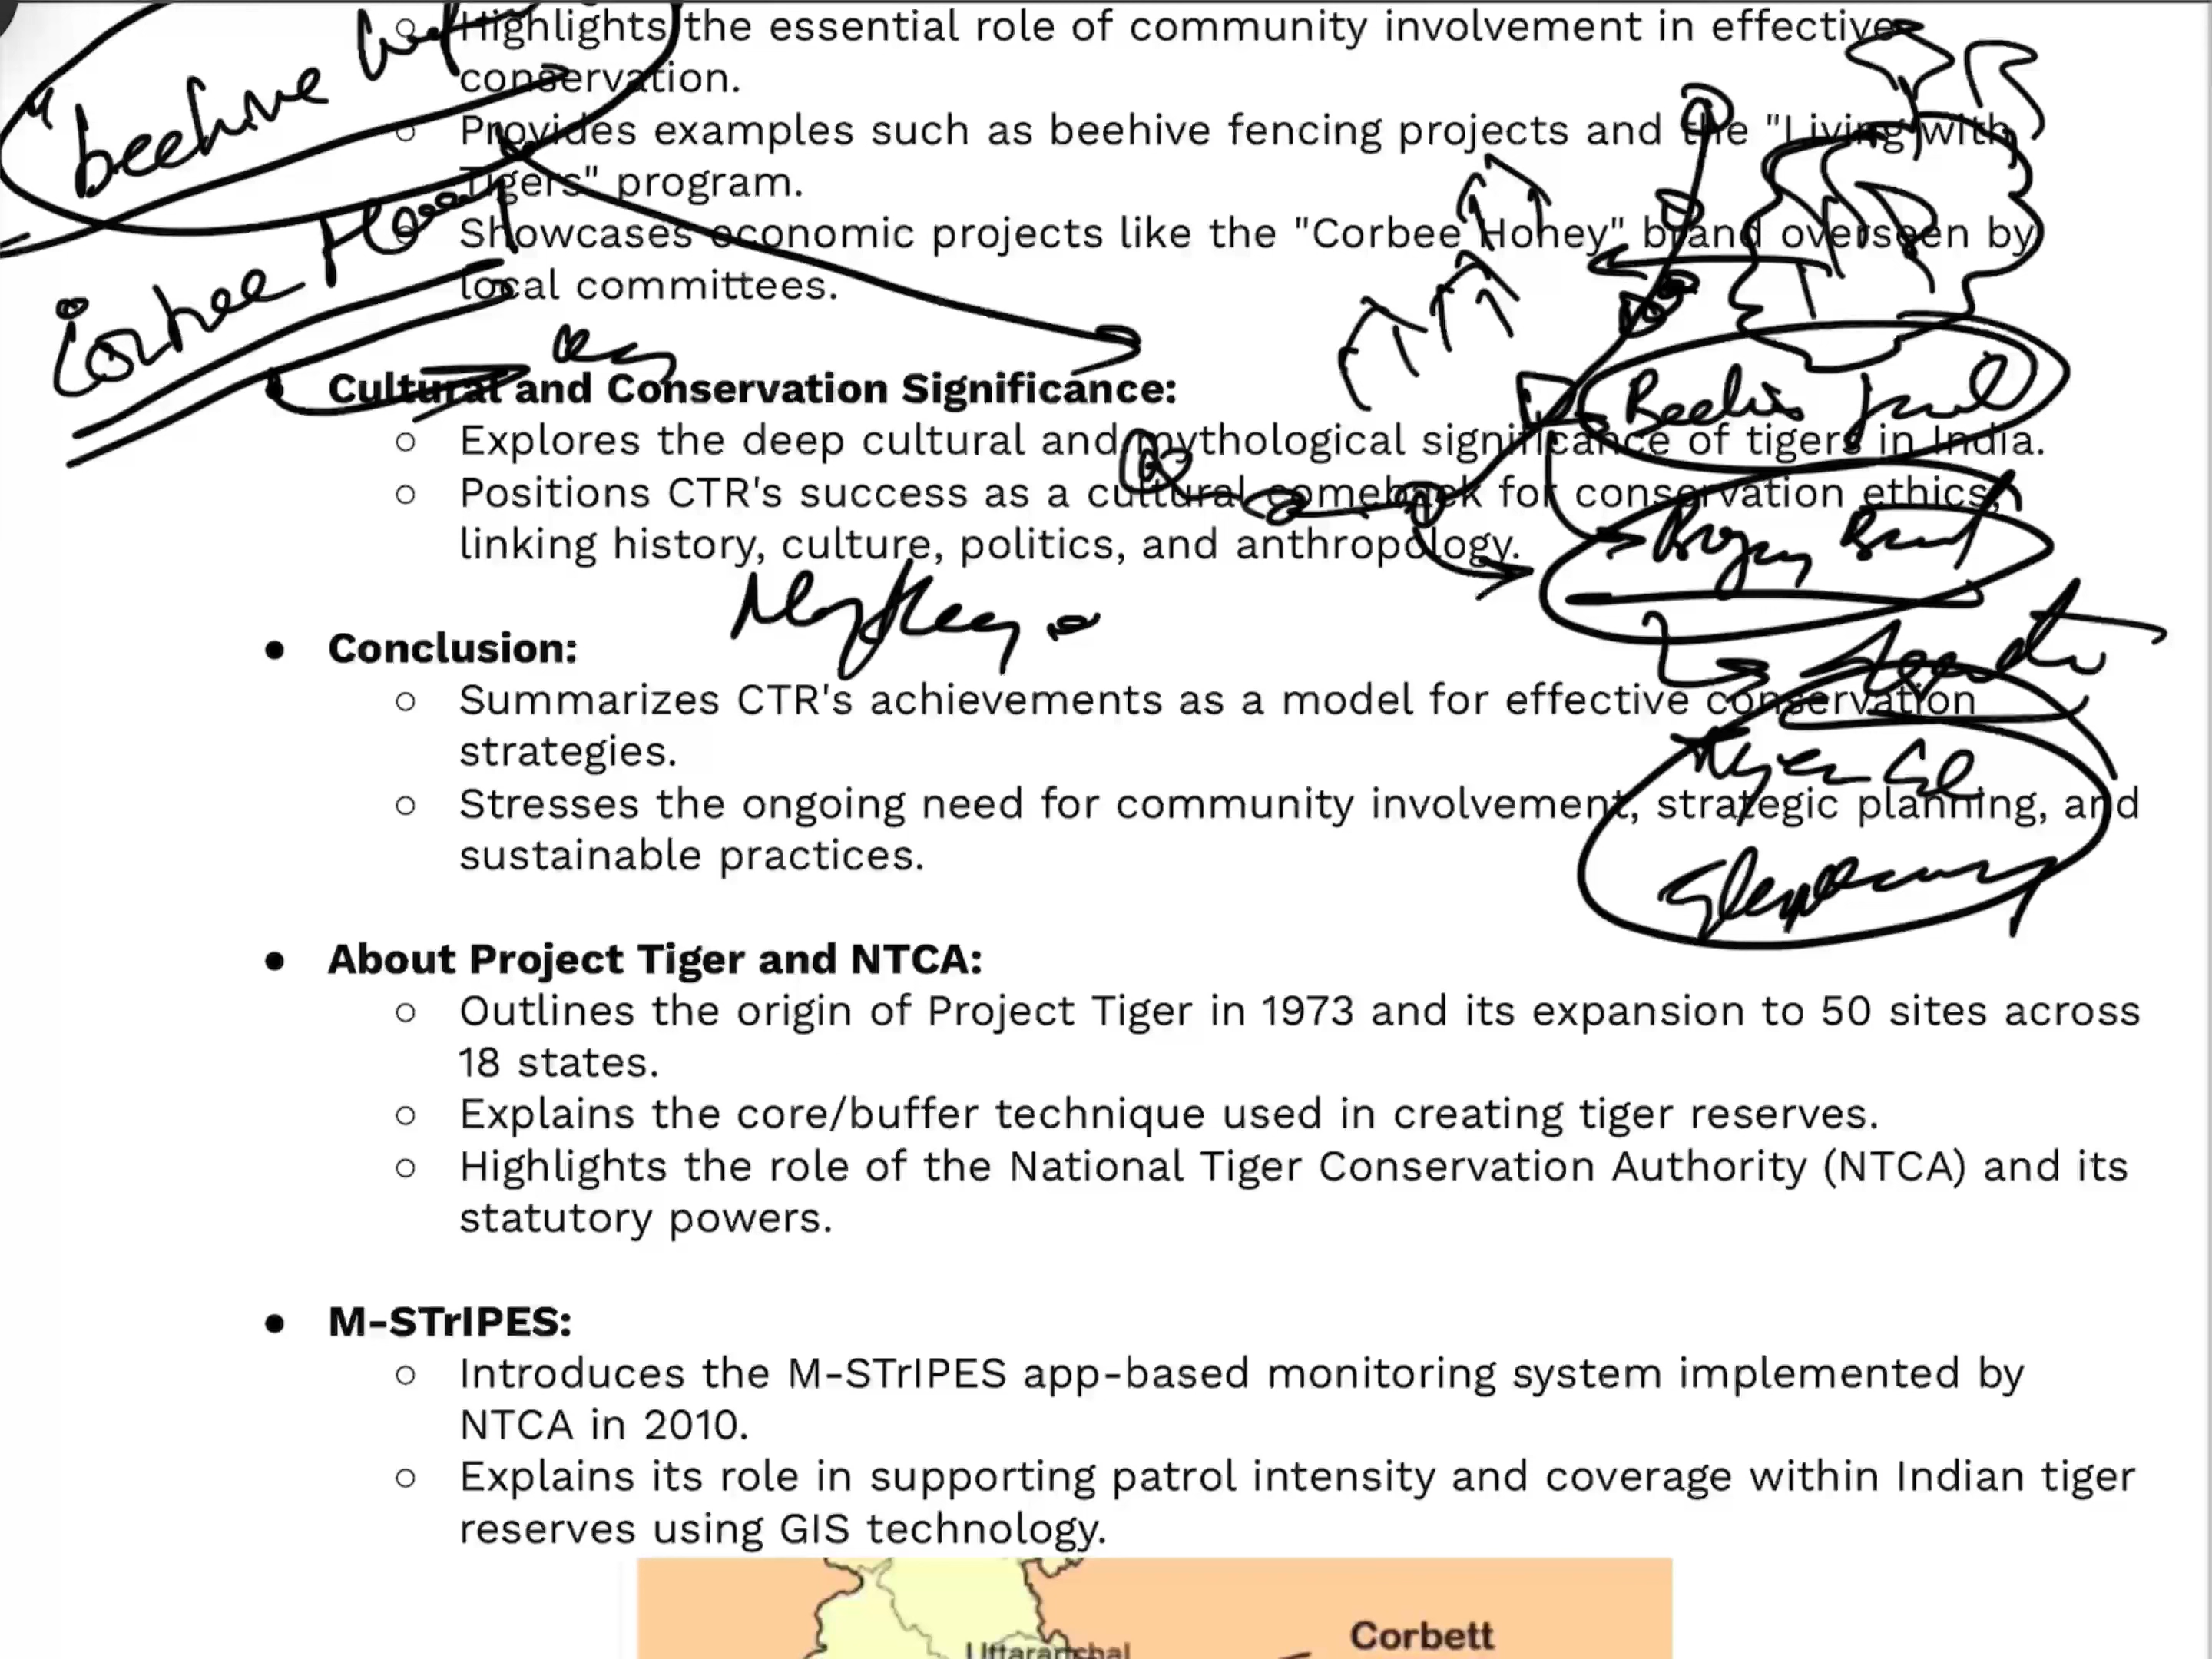 ○ Highlights the essential role of community involvement in effective
conservation.
○ Provides examples such as beehive fencing projects and the "Living with
Tigers" program.
○ Showcases economic projects like the "Corbee Honey" brand overseen by
local committees.
"beehive
Corbee Honey
● Cultural and Conservation Significance:
○ Explores the deep cultural and mythological significance of tigers in India.
○ Positions CTR's success as a cultural comeback for conservation ethics,
linking history, culture, politics, and anthropology.
● Conclusion:
○ Summarizes CTR's achievements as a model for effective conservation
strategies.
○ Stresses the ongoing need for community involvement, strategic planning, and
sustainable practices.
● About Project Tiger and NTCA:
○ Outlines the origin of Project Tiger in 1973 and its expansion to 50 sites across
18 states.
○ Explains the core/buffer technique used in creating tiger reserves.
○ Highlights the role of the National Tiger Conservation Authority (NTCA) and its
statutory powers.
● M-STrIPES:
○ Introduces the M-STrIPES app-based monitoring system implemented by
NTCA in 2010.
○ Explains its role in supporting patrol intensity and coverage within Indian tiger
reserves using GIS technology.
Corbett
Uttaranchal